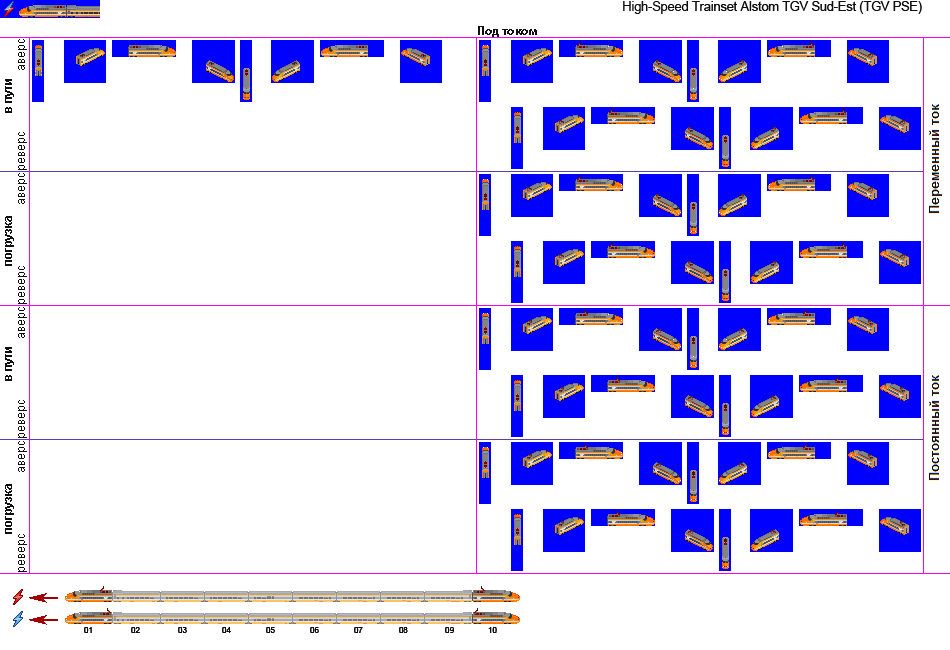 High-Speed Trainset Alstom TGV Sud-Est (TGV PSE)
Под током
аверс
в пути
реверс
Переменный ток
аверс
погрузка
реверс
аверс
в пути
реверс
Постоянный ток
аверс
погрузка
реверс
01 02 03 04 05 06 07 08 09 10